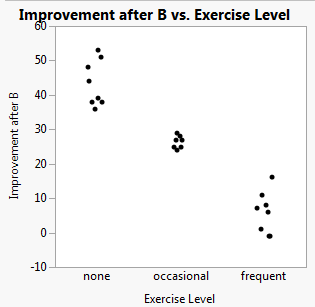 Improvement after B vs. Exercise Level
60
50
40
30
20
10
0
-10
Improvement after B
none occasional frequent
Exercise Level